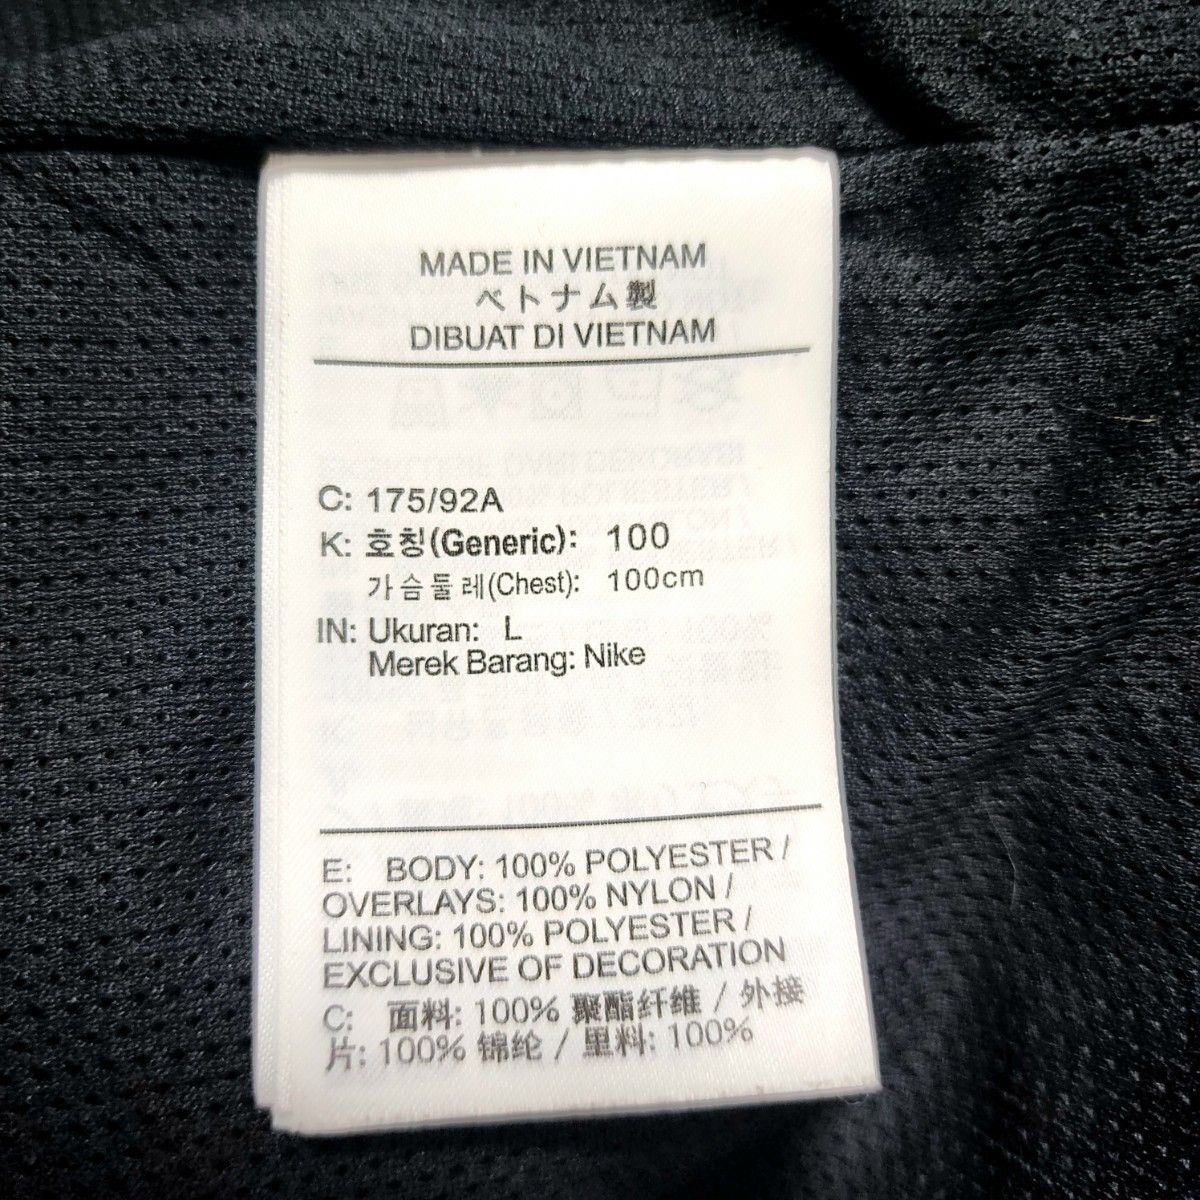 MADE IN VIETNAM
ベトナム製
DIBUAT DI VIETNAM
C: 175/92A
K: 호칭(Generic): 100
가슴둘레(Chest): 100cm
IN: Ukuran: L
Merek Barang: Nike
E: BODY: 100% POLYESTER /
OVERLAYS: 100% NYLON /
LINING: 100% POLYESTER /
EXCLUSIVE OF DECORATION
C: 面料: 100% 聚酯纤维 / 外接
片: 100% 锦纶 / 里料: 100%